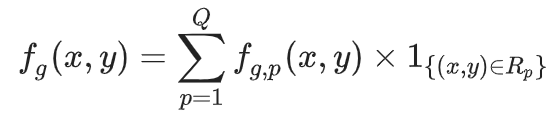 $f_g(x, y) = \sum_{p=1}^{Q} f_{g,p}(x, y) \times 1_{\{(x,y) \in R_p\}}$